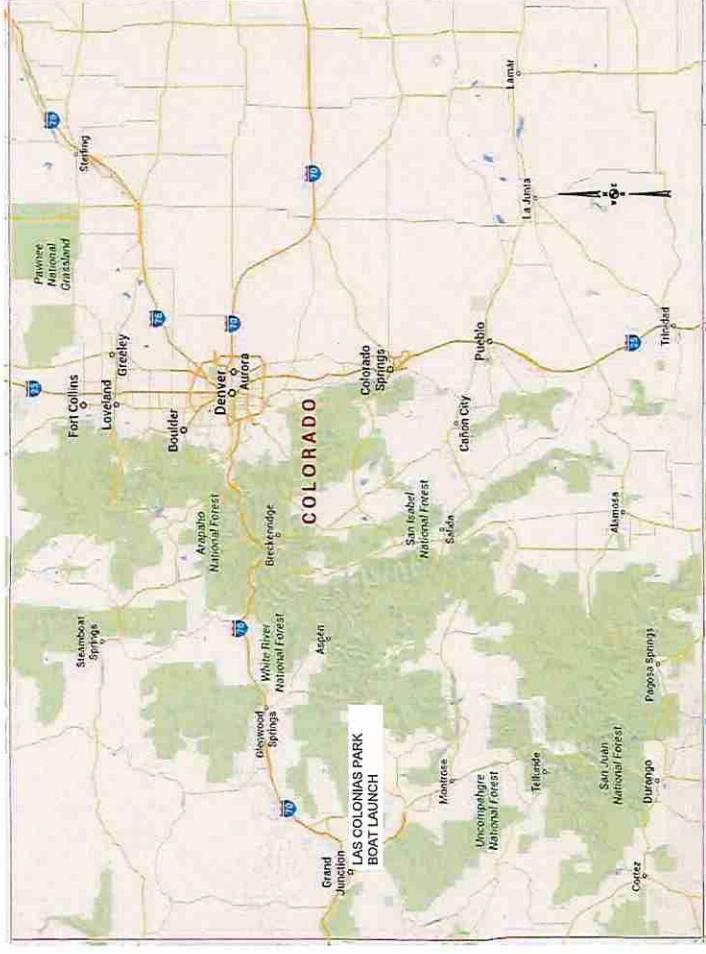 25
76
Pawnee
National
Grassland
Sterling
Fort Collins
Loveland
Greeley
Steamboat
Springs
Boulder
76
Arapaho
National Forest
Denver
Aurora
70
70
White River
National Forest
Glenwood
Springs
Breckenridge
70
70
COLORADO
Grand
Junction
LAS COLONIAS PARK
BOAT LAUNCH
Aspen
Colorado
Springs
San Isabel
National Forest
Salida
Cañon City
Montrose
Pueblo
Uncompahgre
National Forest
Telluride
La Junta
Lamar
San Juan
National Forest
Alamosa
25
Cortez
Durango
Pagosa Springs
Trinidad